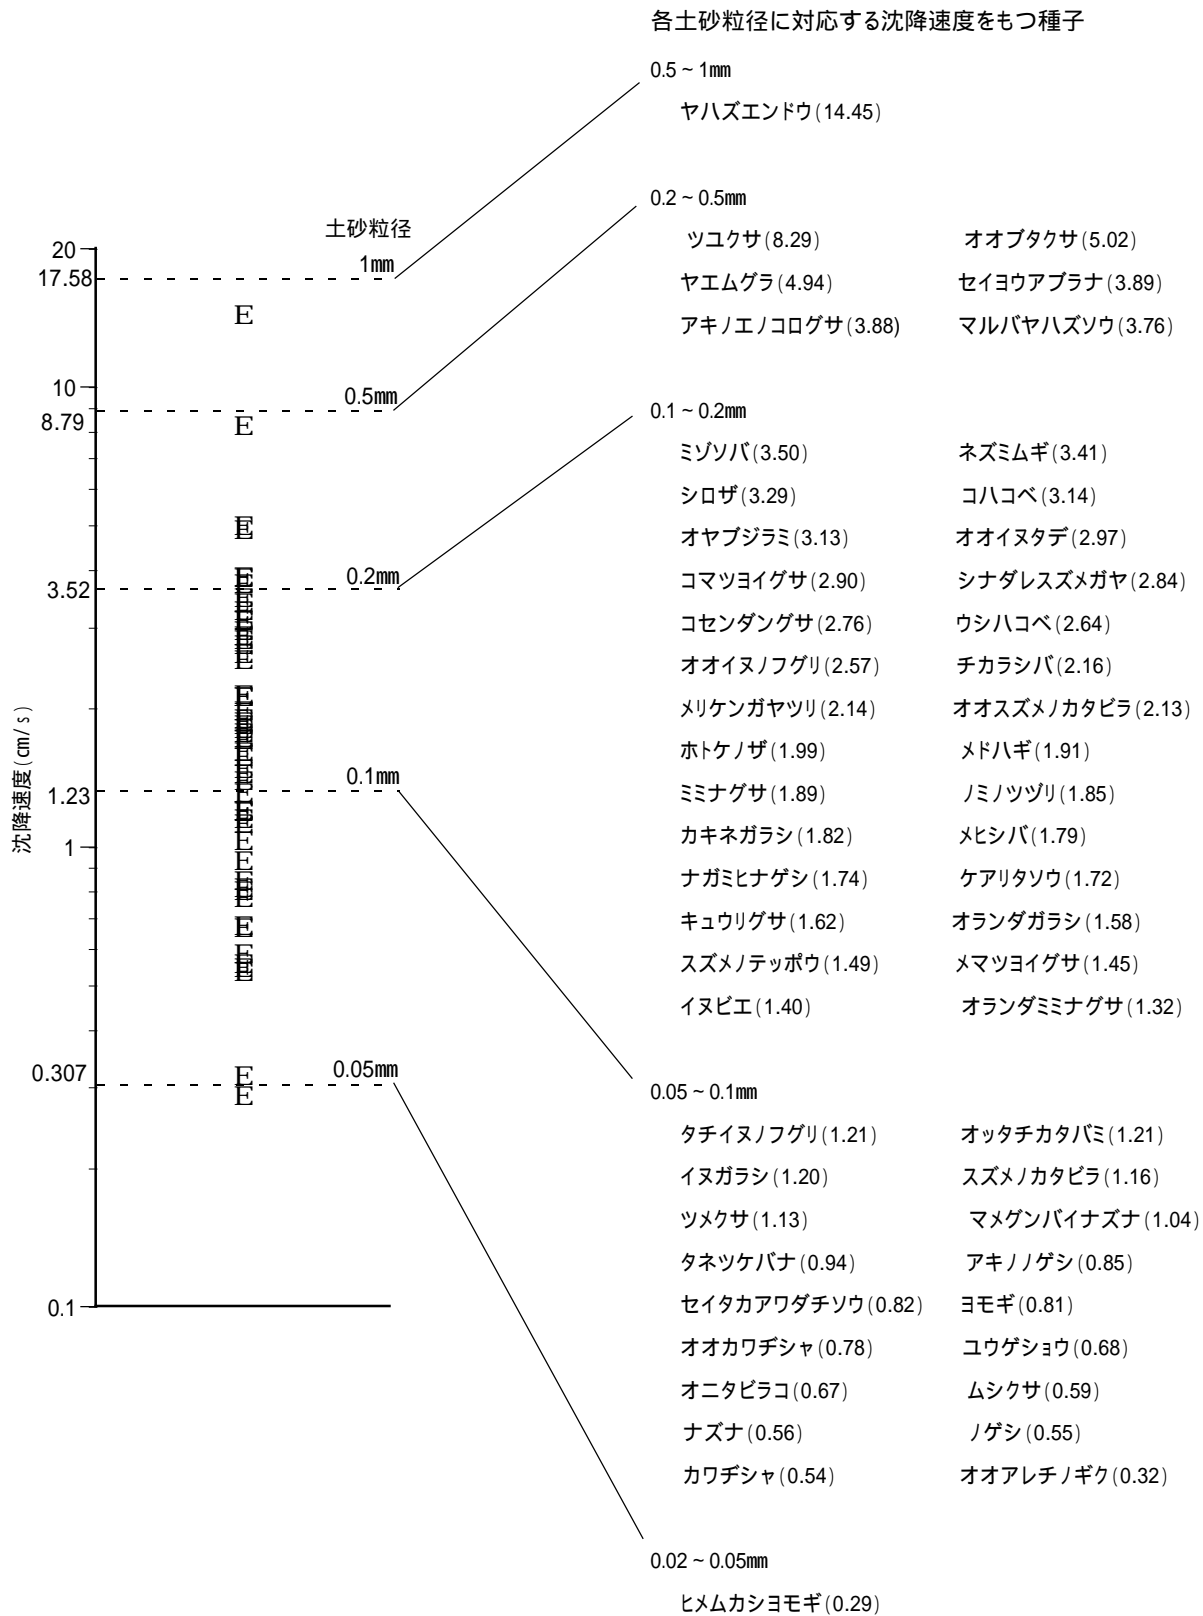 各土砂粒径に対応する沈降速度をもつ種子
0.5 ~ 1mm
ヤハズエンドウ(14.45)
0.2 ~ 0.5mm
ツユクサ(8.29) オオブタクサ(5.02)
ヤエムグラ(4.94) セイヨウアブラナ(3.89)
アキノエノコログサ(3.88) マルバヤハズソウ(3.76)
0.1 ~ 0.2mm
ミゾソバ(3.50) ネズミムギ(3.41)
シロザ(3.29) コハコベ(3.14)
オヤブジラミ(3.13) オオイヌタデ(2.97)
コマツヨイグサ(2.90) シナダレスズメガヤ(2.84)
コセンダングサ(2.76) ウシハコベ(2.64)
オオイヌノフグリ(2.57) チカラシバ(2.16)
メリケンガヤツリ(2.14) オオスズメノカタビラ(2.13)
ホトケノザ(1.99) メドハギ(1.91)
ミミナグサ(1.89) ノミノツヅリ(1.85)
カキネガラシ(1.82) メヒシバ(1.79)
ナガミヒナゲシ(1.74) ケアリタソウ(1.72)
キュウリグサ(1.62) オランダガラシ(1.58)
スズメノテッポウ(1.49) メマツヨイグサ(1.45)
イヌビエ(1.40) オランダミミナグサ(1.32)
0.05 ~ 0.1mm
タチイヌノフグリ(1.21) オッタチカタバミ(1.21)
イヌガラシ(1.20) スズメノカタビラ(1.16)
ツメクサ(1.13) マメグンバイナズナ(1.04)
タネツケバナ(0.94) アキノノゲシ(0.85)
セイタカアワダチソウ(0.82) ヨモギ(0.81)
オオカワヂシャ(0.78) ユウゲショウ(0.68)
オニタビラコ(0.67) ムシクサ(0.59)
ナズナ(0.56) ノゲシ(0.55)
カワヂシャ(0.54) オオアレチノギク(0.32)
0.02 ~ 0.05mm
ヒメムカシヨモギ(0.29)
土砂粒径
1mm
0.5mm
0.2mm
0.1mm
0.05mm
20
17.58
10
8.79
3.52
1.23
1
0.307
0.1
沈降速度(cm/s)
E
E
E
E
E
E
E
E
E
E
E